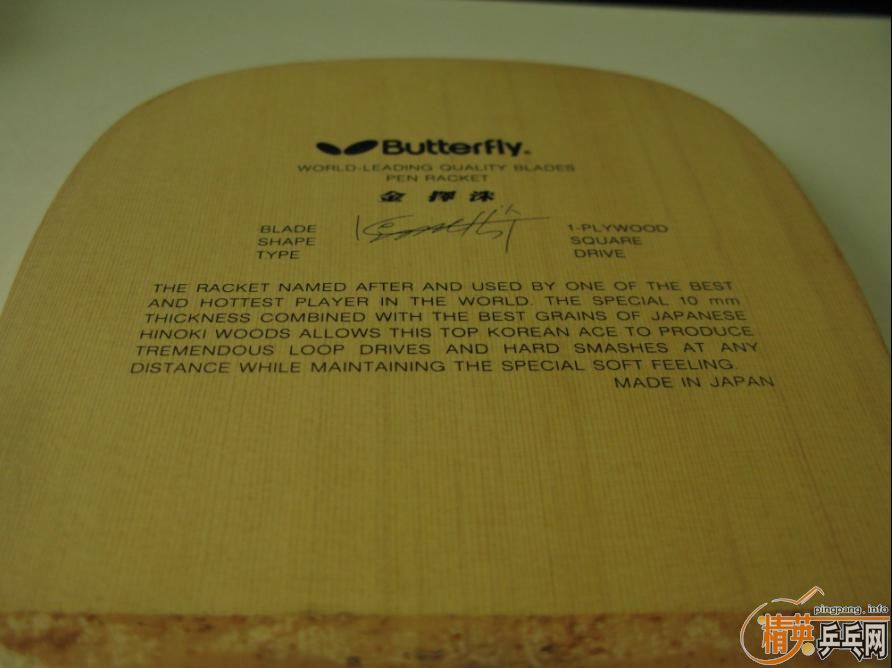 Butterfly
WORLD-LEADING QUALITY BLADES
PEN RACKET
金擇洙
BLADE 1-PLYWOOD
SHAPE SQUARE
TYPE DRIVE
THE RACKET NAMED AFTER AND USED BY ONE OF THE BEST
AND HOTTEST PLAYER IN THE WORLD. THE SPECIAL 10 mm
THICKNESS COMBINED WITH THE BEST GRAINS OF JAPANESE
HINOKI WOODS ALLOWS THIS TOP KOREAN ACE TO PRODUCE
TREMENDOUS LOOP DRIVES AND HARD SMASHES AT ANY
DISTANCE WHILE MAINTAINING THE SPECIAL SOFT FEELING.
MADE IN JAPAN
pingpang.info
精英乒乓网